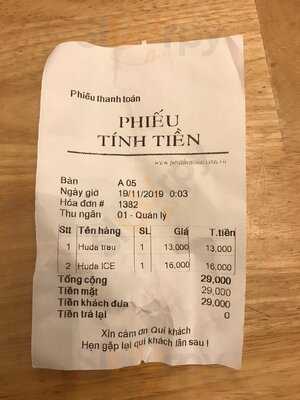 Phiếu thanh toán
PHIẾU
TÍNH TIỀN
Bàn A 05
Ngày giờ 19/11/2019 0:03
Hóa đơn # 1382
Thu ngân 01 - Quản lý
Stt Tên hàng SL Giá T.tiền
1 Huda trau 1 13,000 13,000
2 Huda ICE 1 16,000 16,000
Tổng cộng 29,000
Tiền mặt 29,000
Tiền khách đưa 29,000
Tiền trả lại 0
Xin cảm ơn Quí khách
Hẹn gặp lại quí khách lần sau !